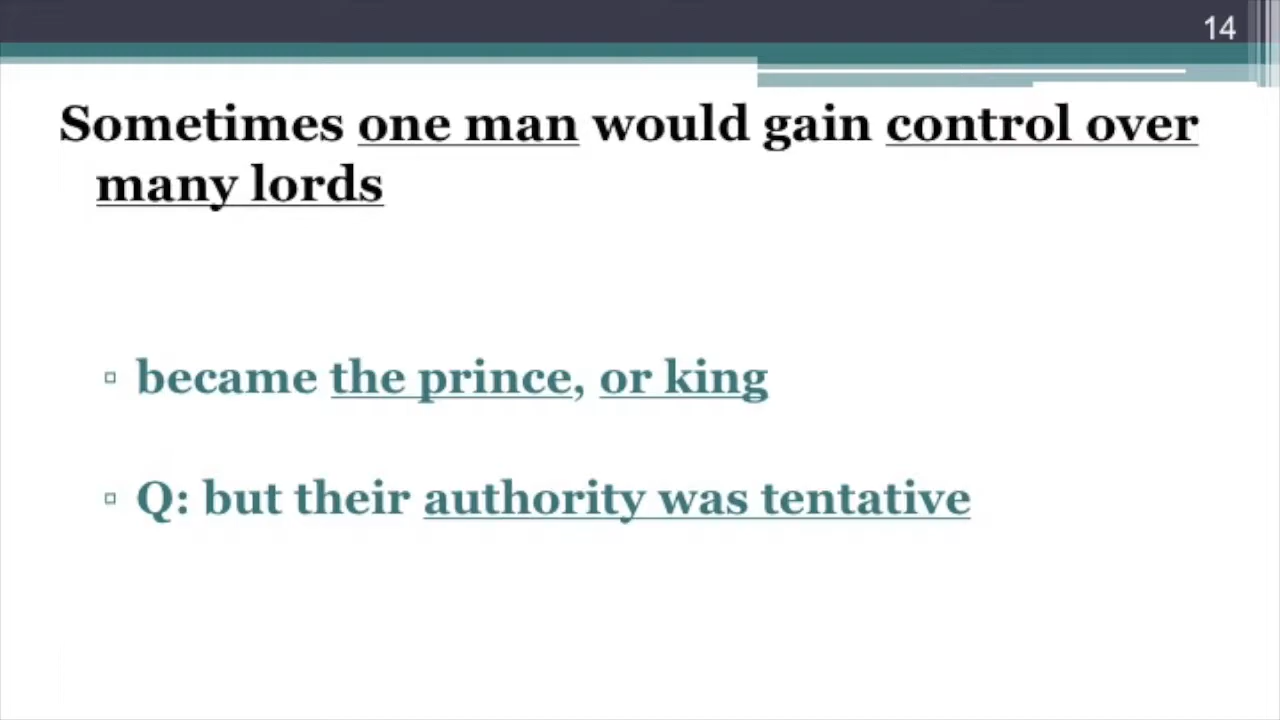 14
Sometimes one man would gain control over
many lords
▫ became the prince, or king
▫ Q: but their authority was tentative